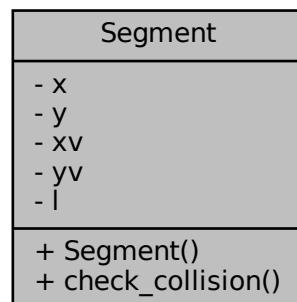 Segment
- x
- y
- xv
- yv
- l
+ Segment()
+ check_collision()